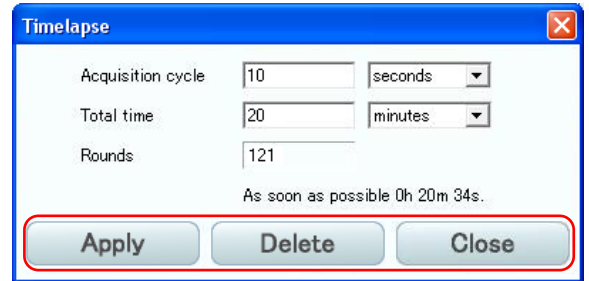 Timelapse
Acquisition cycle 10 seconds
Total time 20 minutes
Rounds 121
As soon as possible 0h 20m 34s.
Apply Delete Close